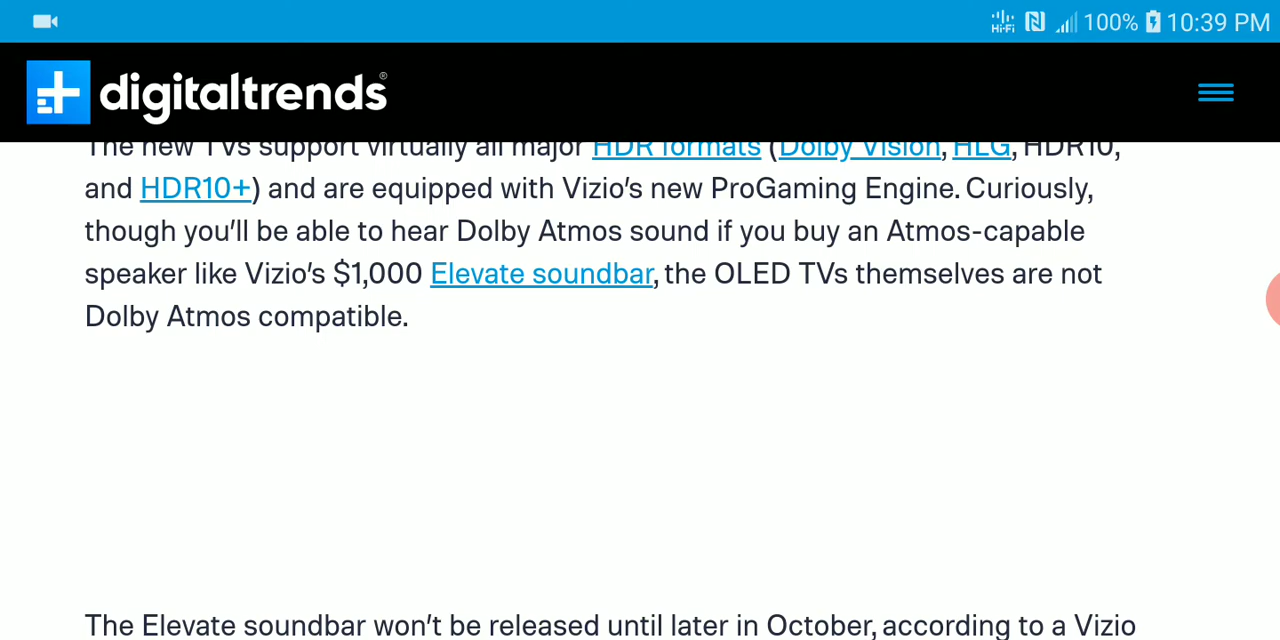 Hi-Fi 100% 10:39 PM
digitaltrends®
The new TVs support virtually all major HDR formats (Dolby Vision, HLG, HDR10,
and HDR10+) and are equipped with Vizio’s new ProGaming Engine. Curiously,
though you’ll be able to hear Dolby Atmos sound if you buy an Atmos-capable
speaker like Vizio’s $1,000 Elevate soundbar, the OLED TVs themselves are not
Dolby Atmos compatible.
The Elevate soundbar won’t be released until later in October, according to a Vizio